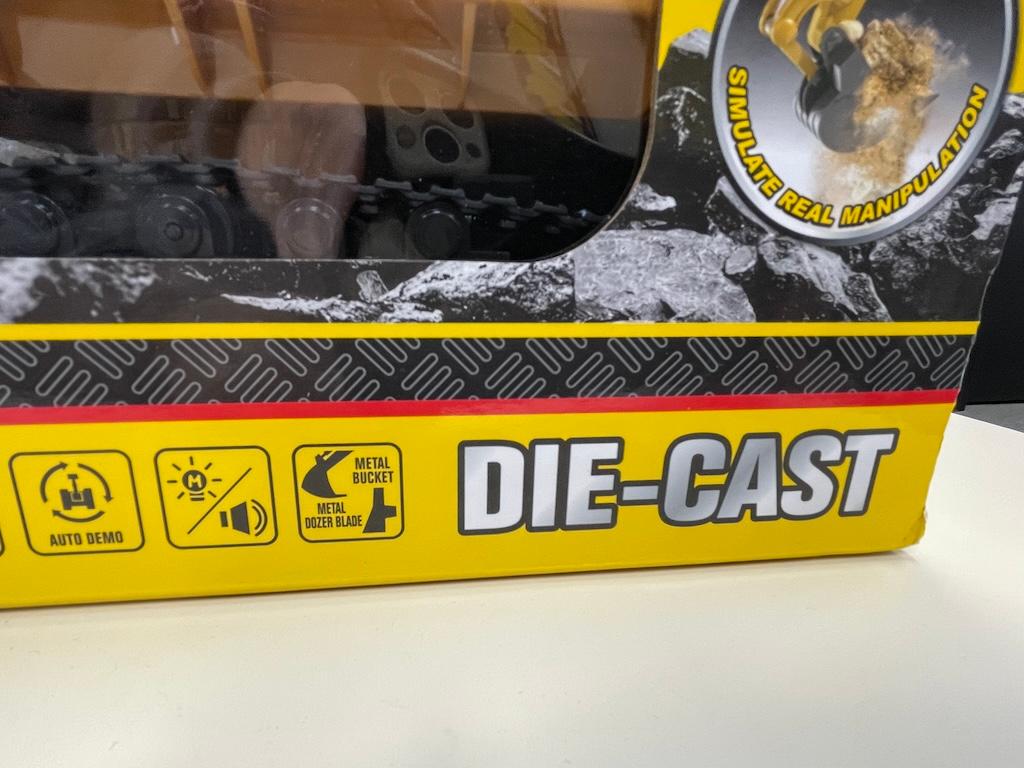 SIMULATE REAL MANIPULATION
AUTO DEMO
M
METAL
BUCKET
METAL
DOZER BLADE
DIE-CAST